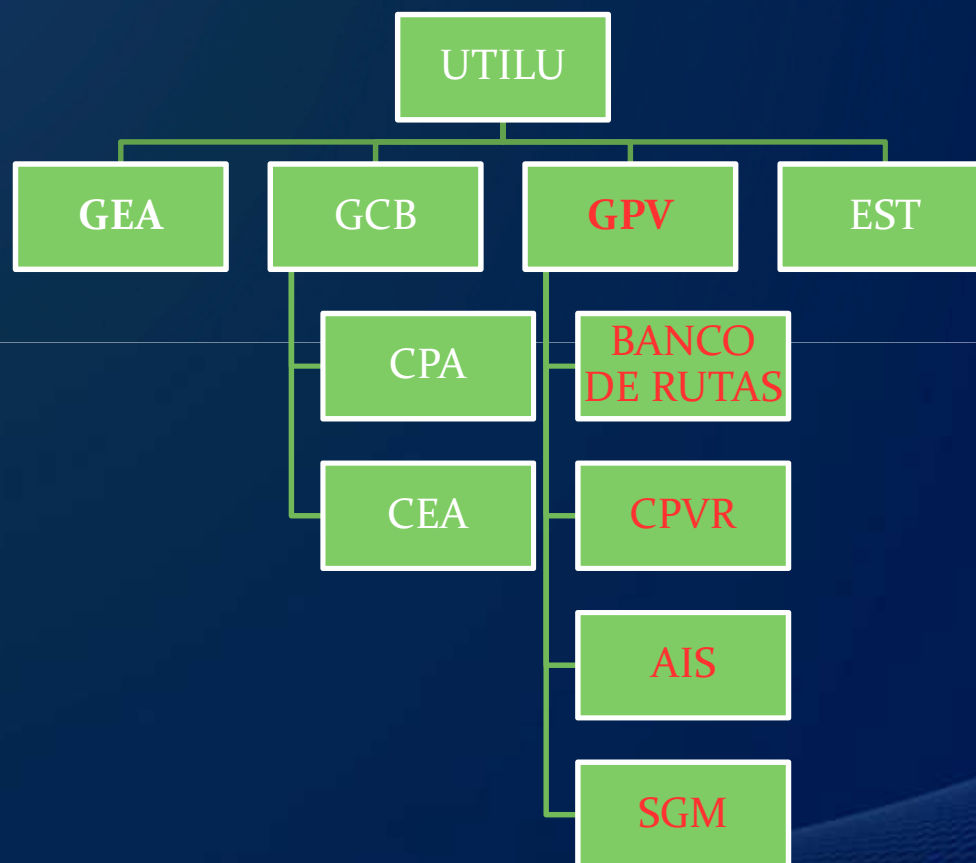 UTILU
GEA
GCB
GPV
EST
CPA
BANCO
DE RUTAS
CEA
CPVR
AIS
SGM